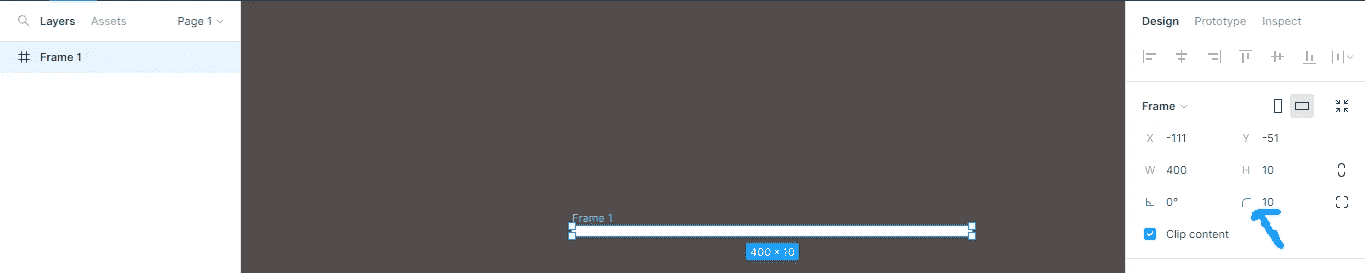 Layers Assets Page 1 Design Prototype Inspect
Frame 1
Frame
X -111 Y -51
W 400 H 10
0° 10
Frame 1
Clip content
400 × 10